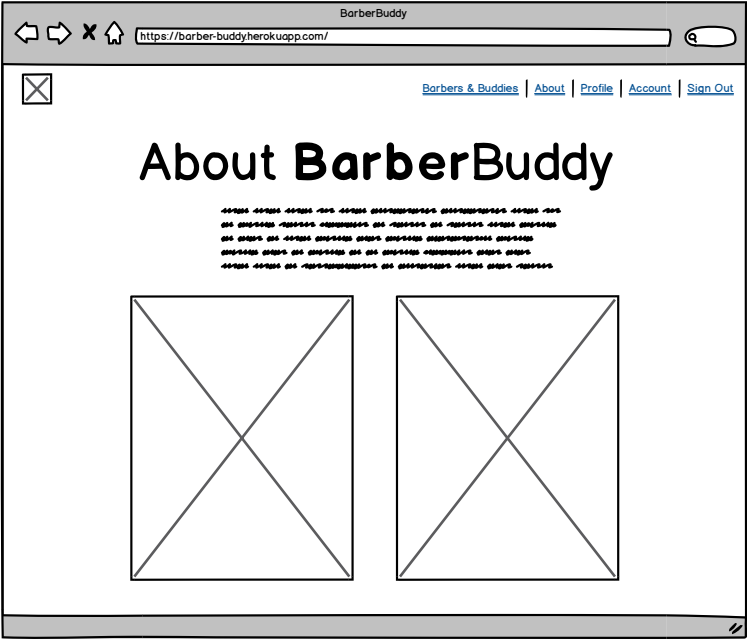 BarberBuddy
https://barber-buddy.herokuapp.com/
Barbers & Buddies | About | Profile | Account | Sign Out
About BarberBuddy